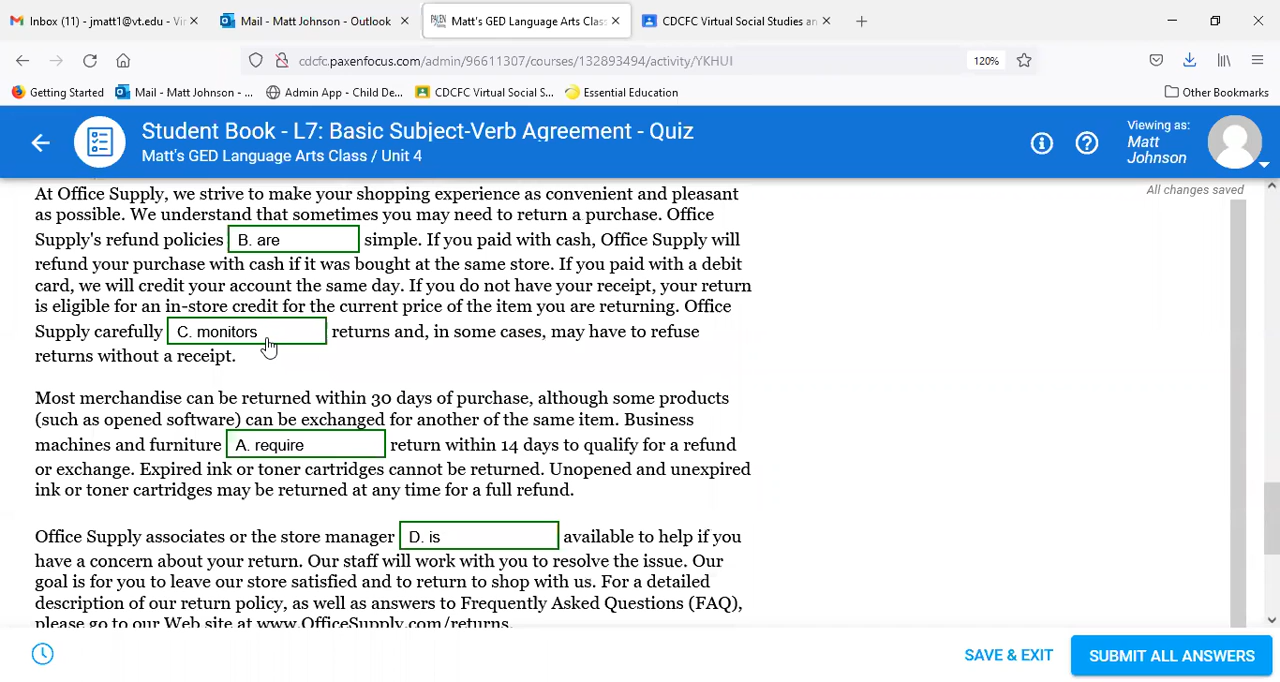 Inbox (11) - jmatt1@vt.edu - Vir
Mail - Matt Johnson - Outlook
Matt's GED Language Arts Clas
CDCFC Virtual Social Studies an
cdcfc.paxenfocus.com/admin/96611307/courses/132893494/activity/YKHUI
120%
Getting Started
Mail - Matt Johnson - ...
Admin App - Child De...
CDCFC Virtual Social S...
Essential Education
Other Bookmarks
Student Book - L7: Basic Subject-Verb Agreement - Quiz
Matt's GED Language Arts Class / Unit 4
Viewing as:
Matt
Johnson
All changes saved
At Office Supply, we strive to make your shopping experience as convenient and pleasant
as possible. We understand that sometimes you may need to return a purchase. Office
Supply's refund policies B. are simple. If you paid with cash, Office Supply will
refund your purchase with cash if it was bought at the same store. If you paid with a debit
card, we will credit your account the same day. If you do not have your receipt, your return
is eligible for an in-store credit for the current price of the item you are returning. Office
Supply carefully C. monitors returns and, in some cases, may have to refuse
returns without a receipt.
Most merchandise can be returned within 30 days of purchase, although some products
(such as opened software) can be exchanged for another of the same item. Business
machines and furniture A. require return within 14 days to qualify for a refund
or exchange. Expired ink or toner cartridges cannot be returned. Unopened and unexpired
ink or toner cartridges may be returned at any time for a full refund.
Office Supply associates or the store manager D. is available to help if you
have a concern about your return. Our staff will work with you to resolve the issue. Our
goal is for you to leave our store satisfied and to return to shop with us. For a detailed
description of our return policy, as well as answers to Frequently Asked Questions (FAQ),
please go to our Web site at www.OfficeSupply.com/returns.
SAVE & EXIT
SUBMIT ALL ANSWERS